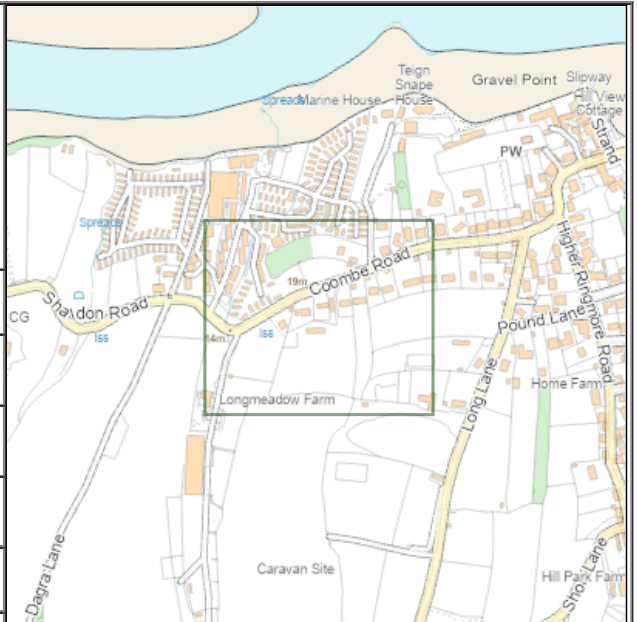 Teign
Snape
House
Gravel Point
Slipway
Spreads
Marine House
Hill View
Cottage
Strand
PW
Spreads
Coombe Road
19m
Shaldon Road
CG
D
Iss
14m
Iss
Higher Ringmore Road
Pound Lane
Long Lane
Home Farm
Longmeadow Farm
Dagra Lane
Caravan Site
Hill Park Farm
Shon Lane